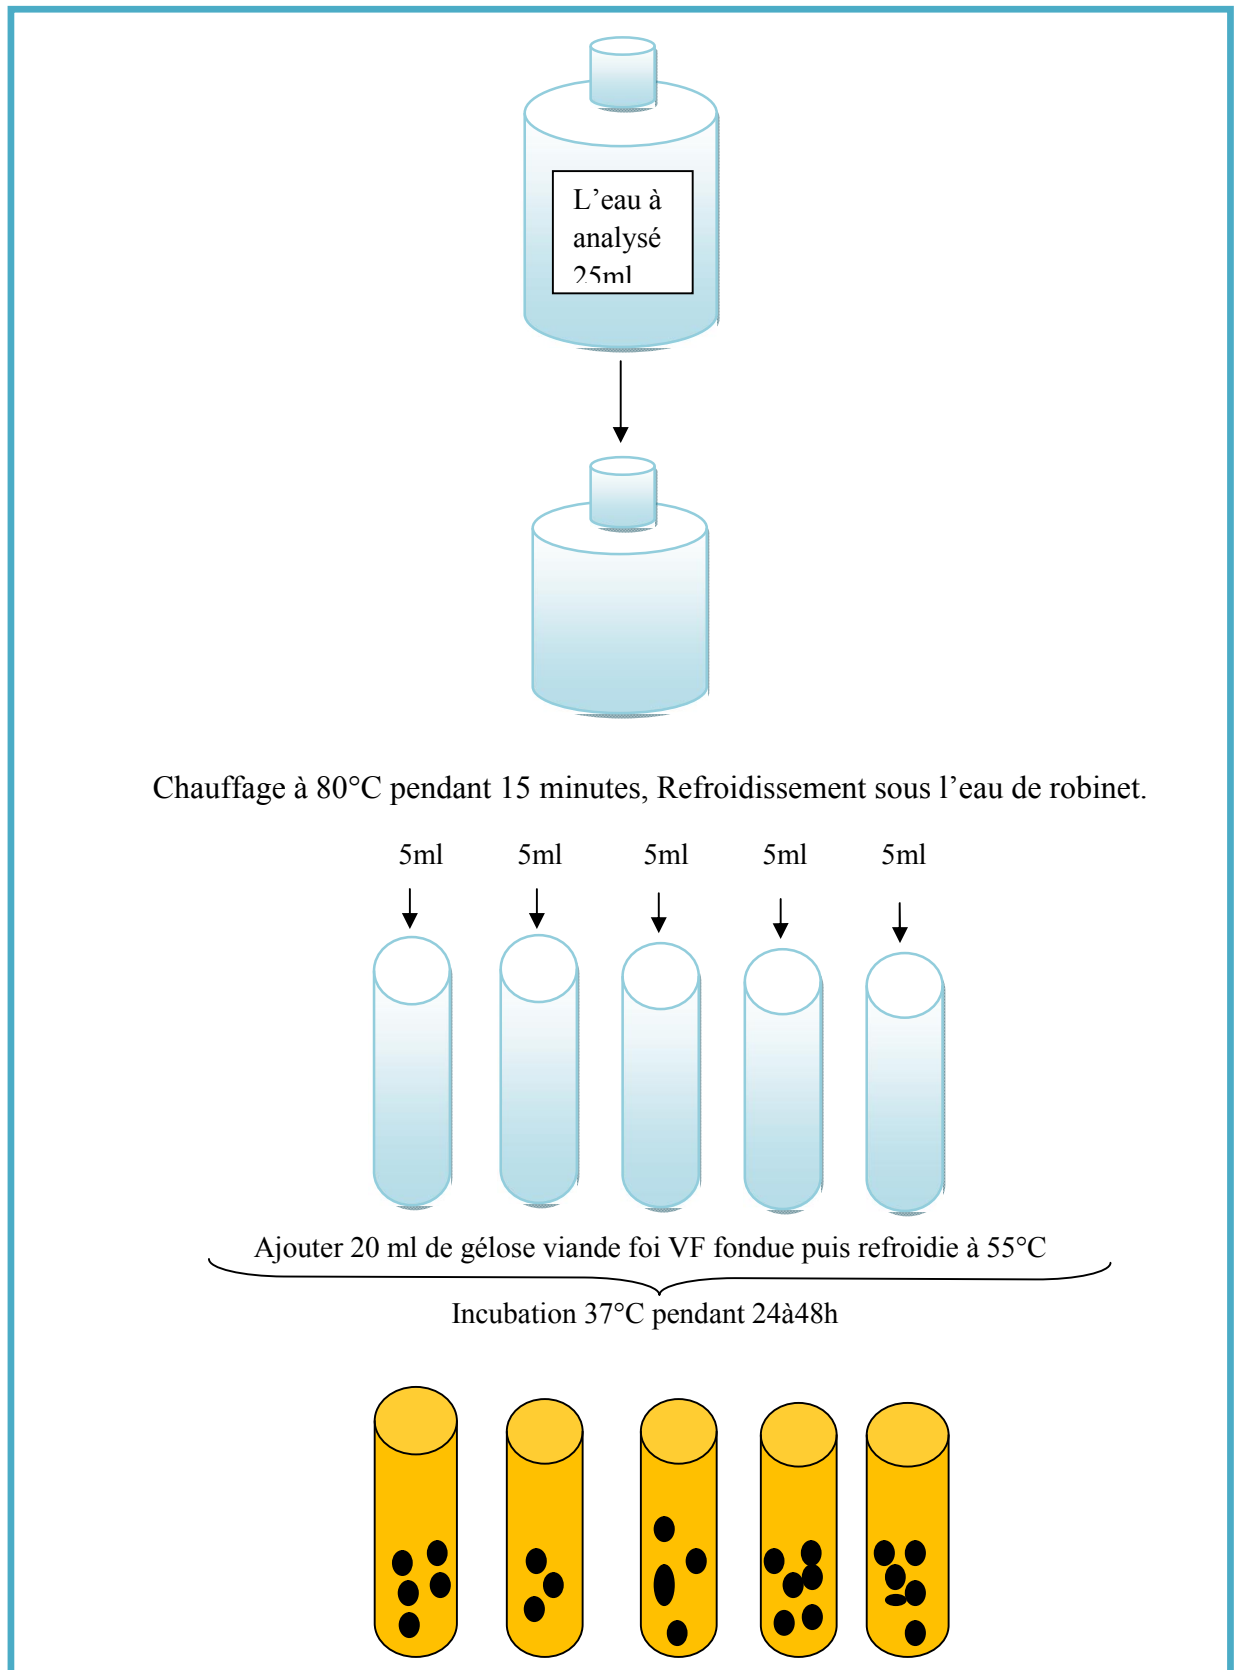 L’eau à
analysé
25ml
Chauffage à 80°C pendant 15 minutes, Refroidissement sous l’eau de robinet.
5ml 5ml 5ml 5ml 5ml
Ajouter 20 ml de gélose viande foi VF fondue puis refroidie à 55°C
Incubation 37°C pendant 24à48h